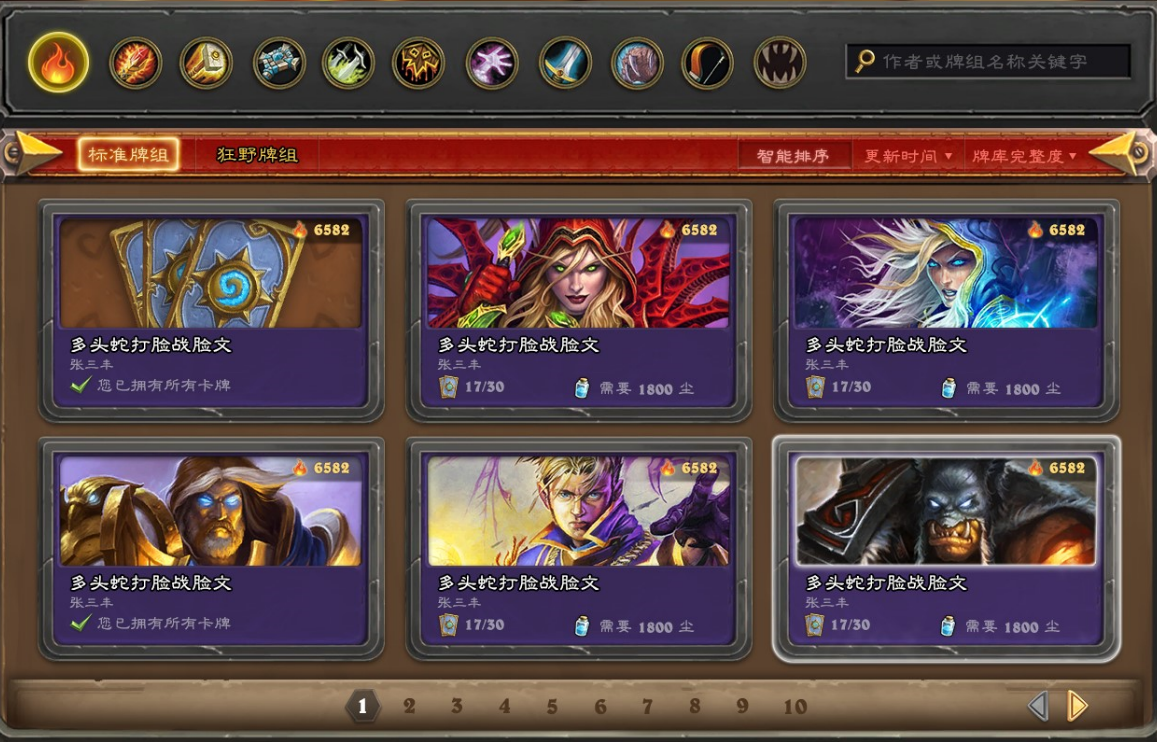 作者或牌组名称关键字
标准牌组 狂野牌组 智能排序 更新时间 牌库完整度
6582 6582 6582
多头蛇打脸战脸文 多头蛇打脸战脸文 多头蛇打脸战脸文
张三丰 张三丰 张三丰
您已拥有所有卡牌 17/30 需要 1800 尘 17/30 需要 1800 尘
6582 6582 6582
多头蛇打脸战脸文 多头蛇打脸战脸文 多头蛇打脸战脸文
张三丰 张三丰 张三丰
您已拥有所有卡牌 17/30 需要 1800 尘 17/30 需要 1800 尘
1 2 3 4 5 6 7 8 9 10